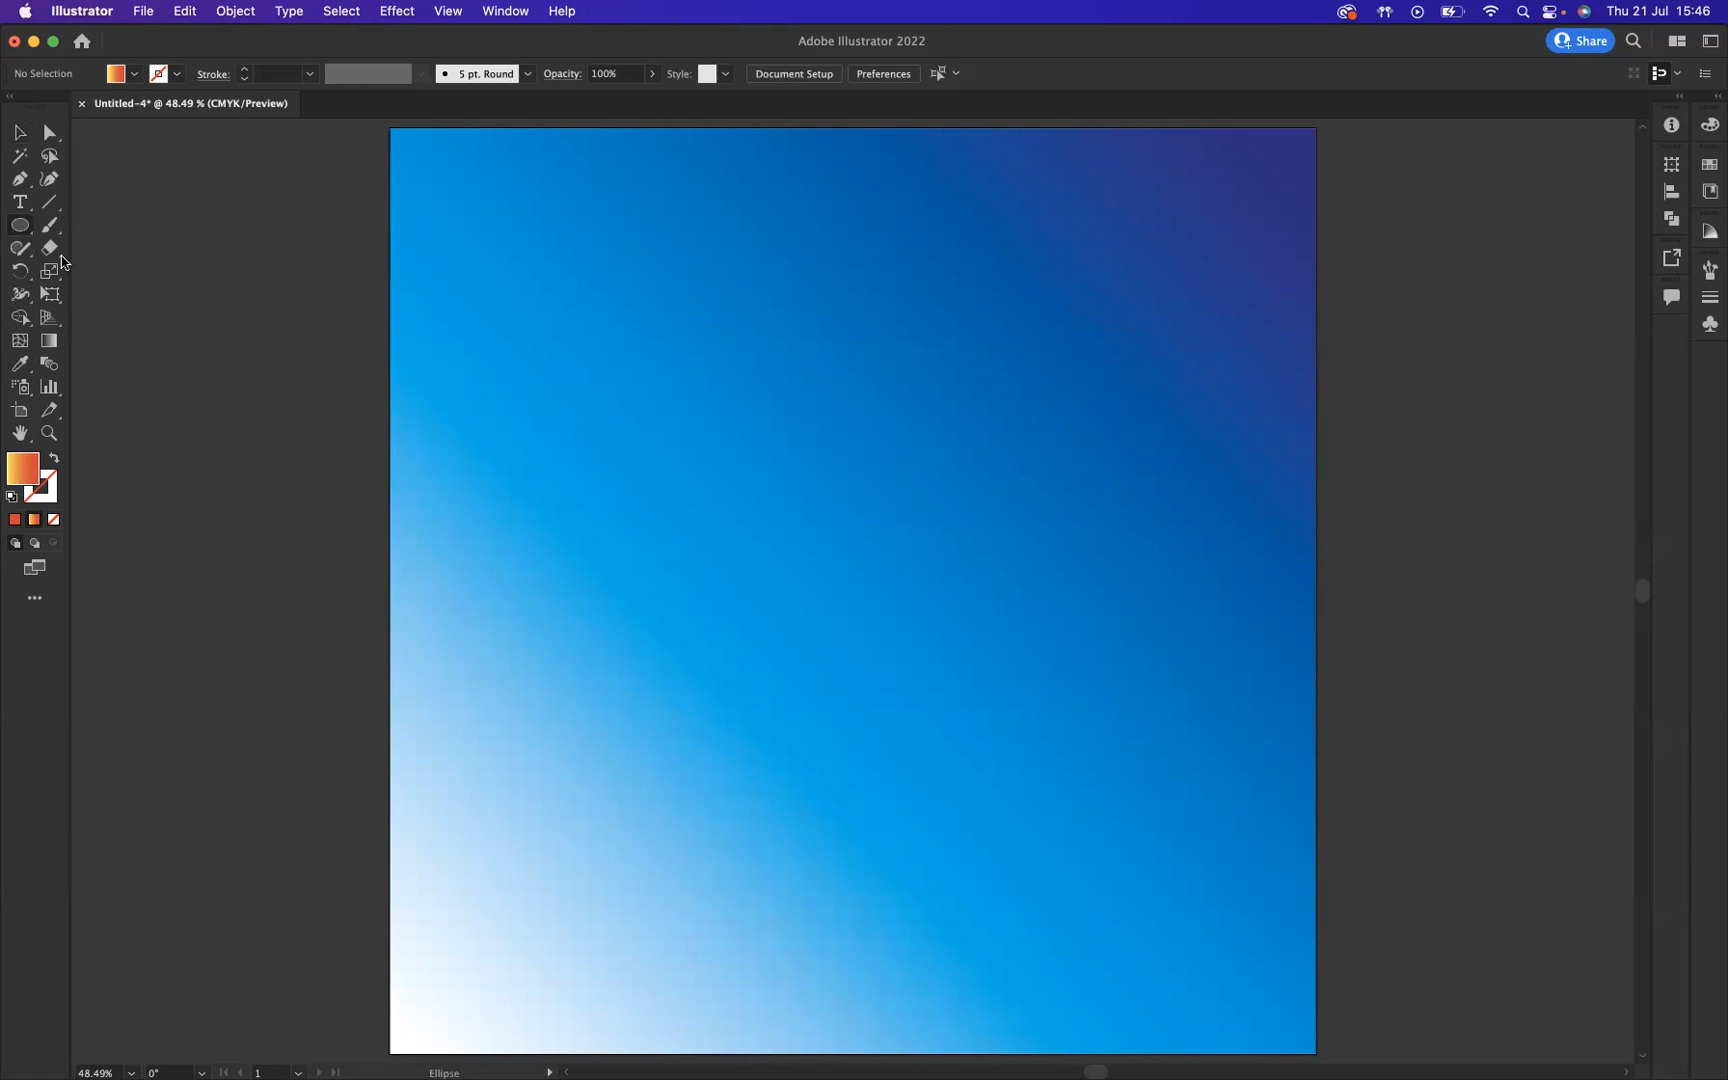 Illustrator File Edit Object Type Select Effect View Window Help Thu 21 Jul 15:46
Adobe Illustrator 2022 Share
No Selection Stroke: 5 pt. Round Opacity: 100% Style: Document Setup Preferences
× Untitled-4* @ 48.49 % (CMYK/Preview)
T
48.49% 0° 1 Ellipse